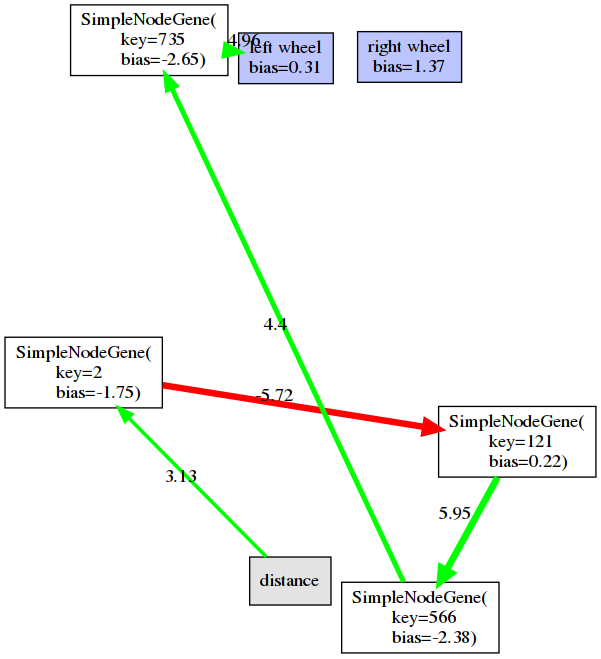 SimpleNodeGene(
key=735
bias=-2.65)
4.96
left wheel
bias=0.31
right wheel
bias=1.37
4.4
SimpleNodeGene(
key=2
bias=-1.75)
-5.72
SimpleNodeGene(
key=121
bias=0.22)
3.13
5.95
distance
SimpleNodeGene(
key=566
bias=-2.38)